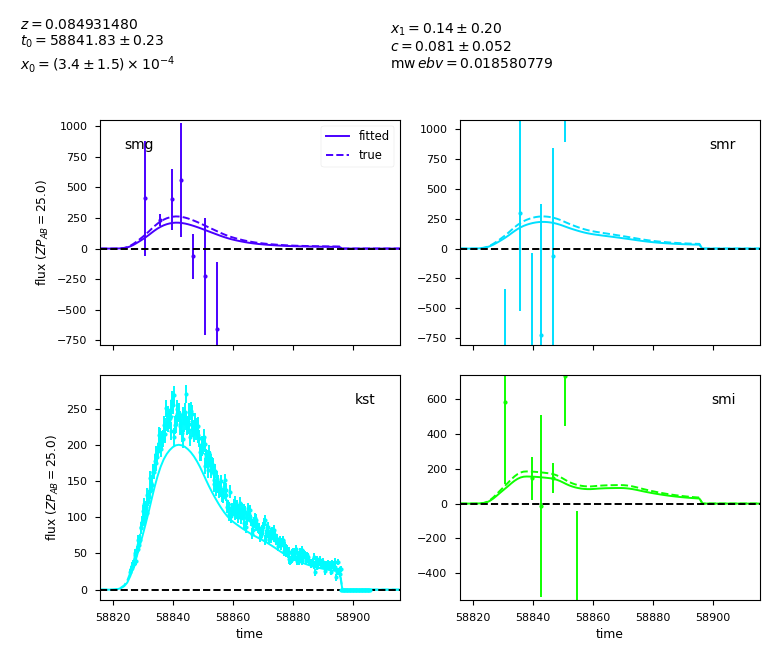 z = 0.084931480
t₀ = 58841.83 ± 0.23
x₀ = (3.4 ± 1.5) × 10⁻⁴
x₁ = 0.14 ± 0.20
c = 0.081 ± 0.052
mw ebv = 0.018580779
smg
fitted
true
1000
750
500
250
0
−250
−500
−750
flux (ZP_AB = 25.0)
smr
1000
750
500
250
0
−250
−500
−750
kst
250
200
150
100
50
0
flux (ZP_AB = 25.0)
58820 58840 58860 58880 58900
time
smi
600
400
200
0
−200
−400
58820 58840 58860 58880 58900
time